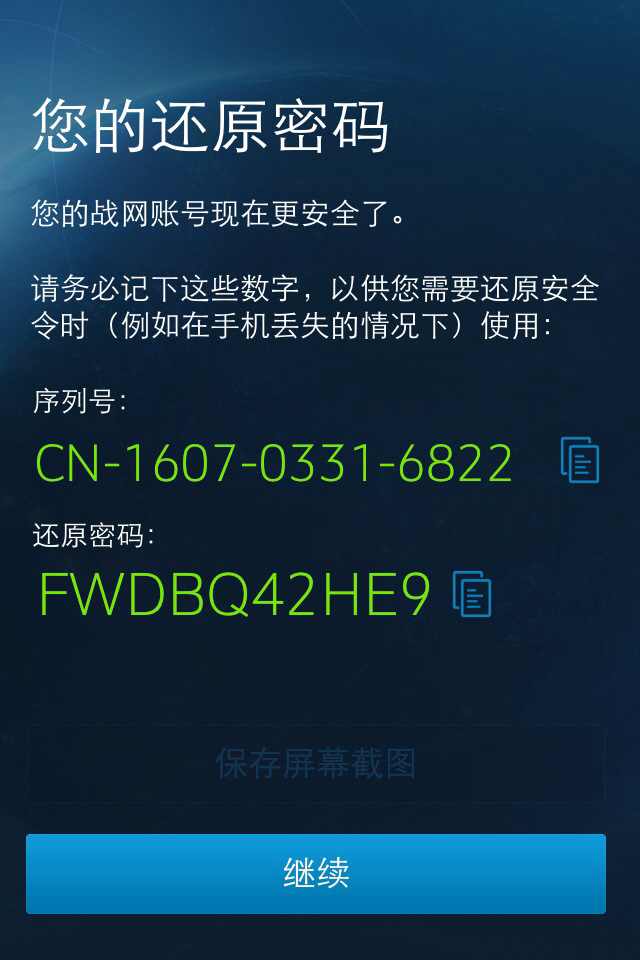 您的还原密码
您的战网账号现在更安全了。
请务必记下这些数字，以供您需要还原安全
令时（例如在手机丢失的情况下）使用：
序列号：
CN-1607-0331-6822
还原密码：
FWDBQ42HE9
保存屏幕截图
继续